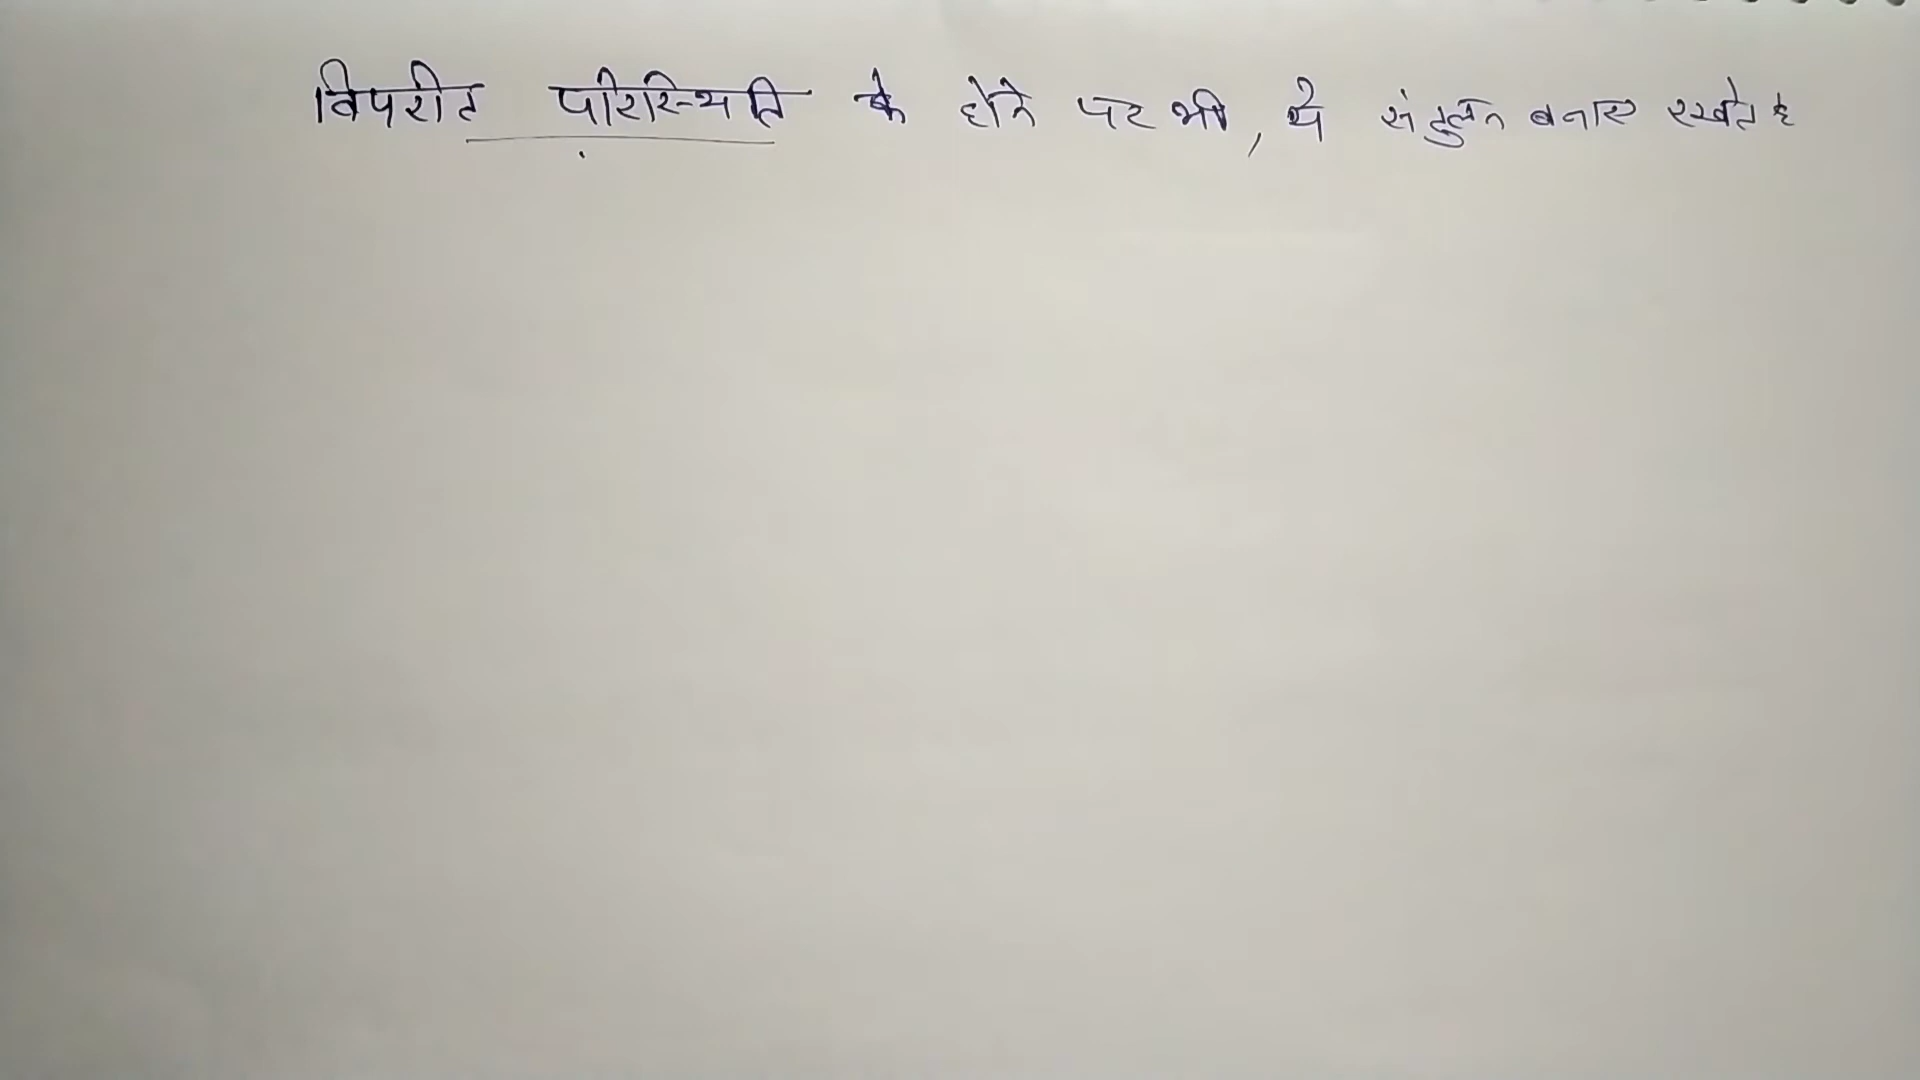 विपरीत परिस्थिति के होने पर भी, ये संतुलन बनाए रखते है